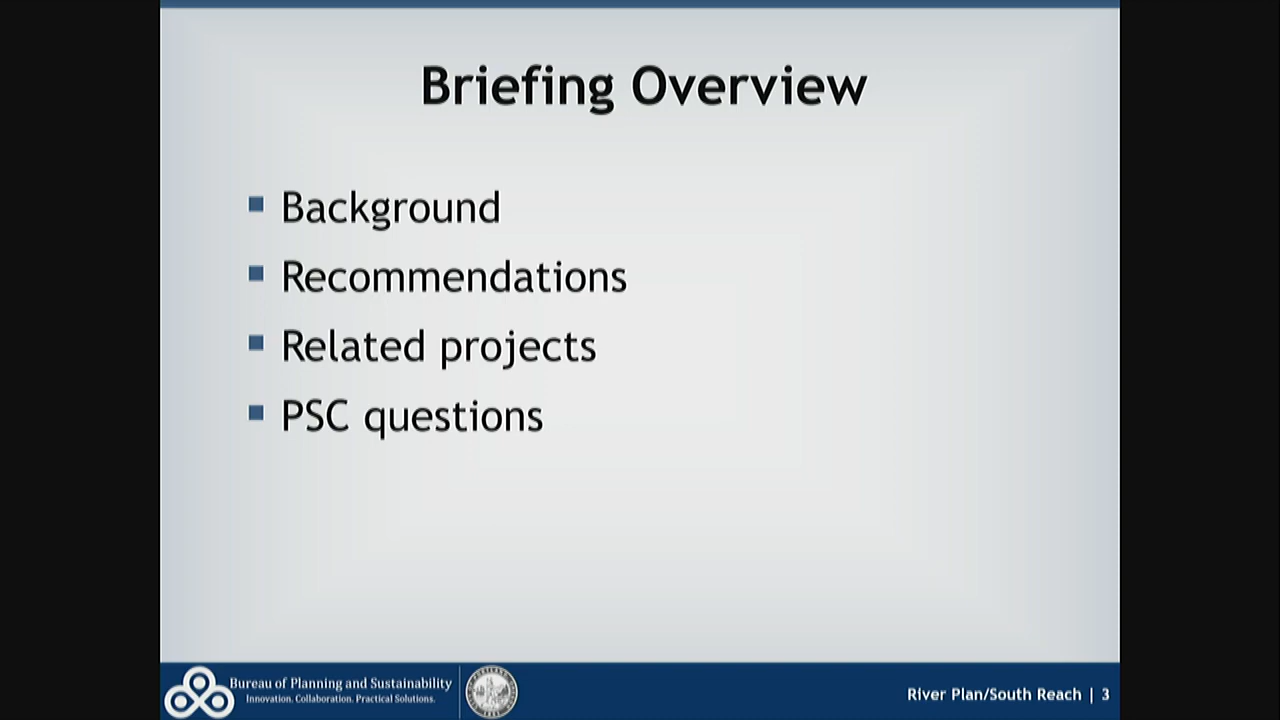 Briefing Overview
Background
Recommendations
Related projects
PSC questions
Bureau of Planning and Sustainability
Innovation. Collaboration. Practical Solutions.
River Plan/South Reach | 3